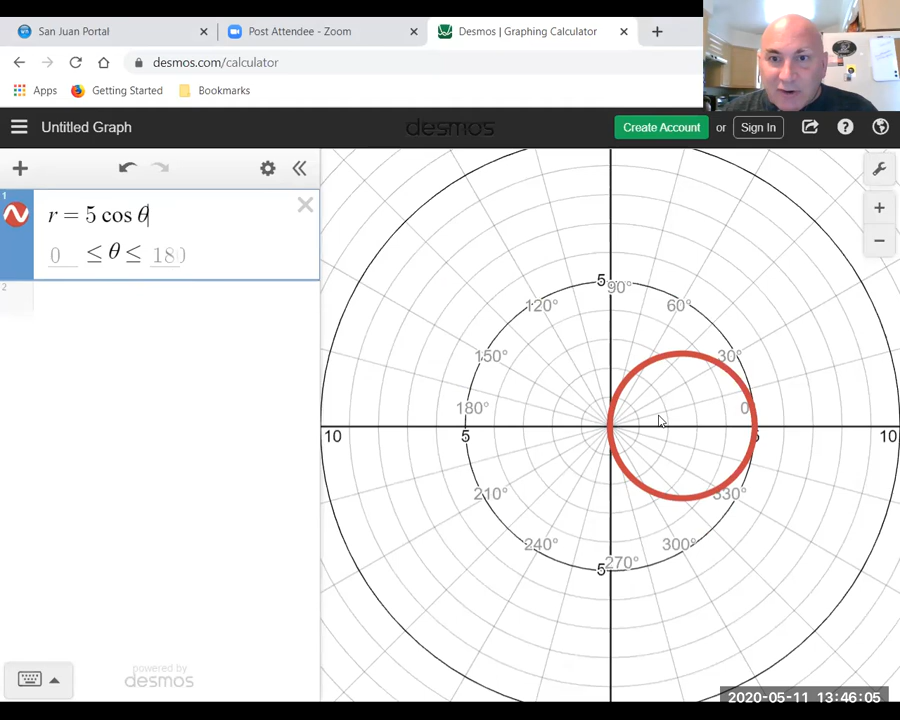 San Juan Portal
Post Attendee - Zoom
Desmos | Graphing Calculator
desmos.com/calculator
Apps
Getting Started
Bookmarks
Untitled Graph
desmos
Create Account
or
Sign In
1
r = 5 cos θ
0 ≤ θ ≤ 180
2
5
90°
120°
60°
150°
30°
180°
0
10
5
10
210°
330°
240°
300°
5
270°
powered by
desmos
2020-05-11 13:46:05